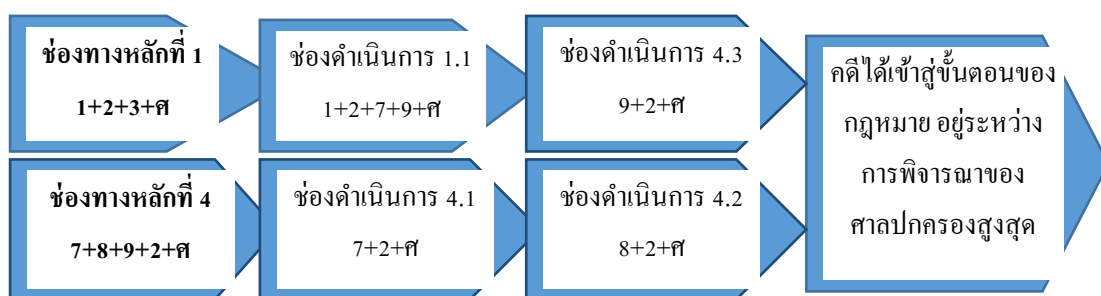 ช่องทางหลักที่ 1
1+2+3+ศ
ช่องดำเนินการ 1.1
1+2+7+9+ศ
ช่องดำเนินการ 4.3
9+2+ศ
คดีได้เข้าสู่ขั้นตอนของ
กฎหมาย อยู่ระหว่าง
การพิจารณาของ
ศาลปกครองสูงสุด
ช่องทางหลักที่ 4
7+8+9+2+ศ
ช่องดำเนินการ 4.1
7+2+ศ
ช่องดำเนินการ 4.2
8+2+ศ